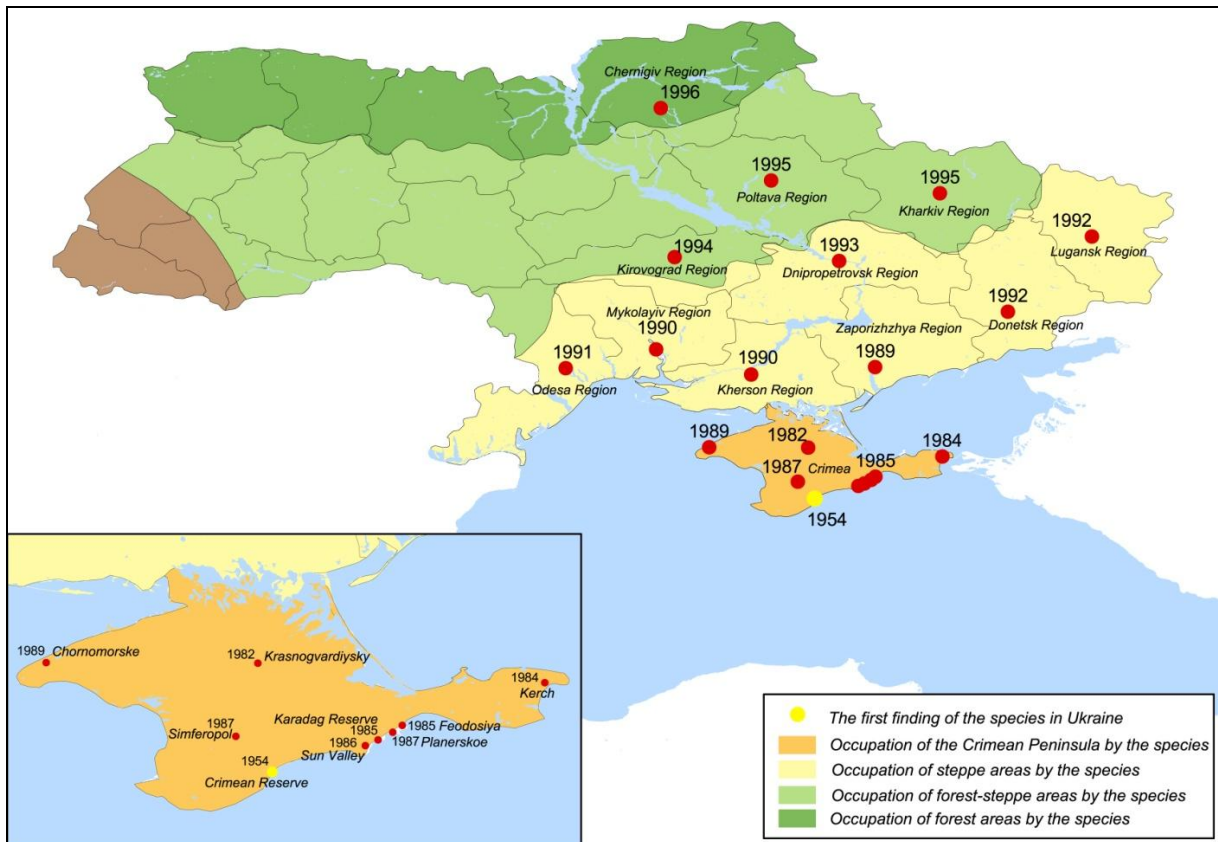 Chernigiv Region
1996
1995
Poltava Region
1995
Kharkiv Region
1992
Lugansk Region
1994
Kirovograd Region
1993
Dnipropetrovsk Region
1992
Donetsk Region
Mykolayiv Region
1990
Zaporizhzhya Region
1989
1991
Odesa Region
1990
Kherson Region
1989
1982
1984
1987
Crimea
1985
1954
1989
Chornomorske
1982
Krasnogvardiysky
1984
Kerch
1987
Simferopol
Karadag Reserve
1985
1985 Feodosiya
1987 Planerskoe
1986
Sun Valley
1954
Crimean Reserve
The first finding of the species in Ukraine
Occupation of the Crimean Peninsula by the species
Occupation of steppe areas by the species
Occupation of forest-steppe areas by the species
Occupation of forest areas by the species